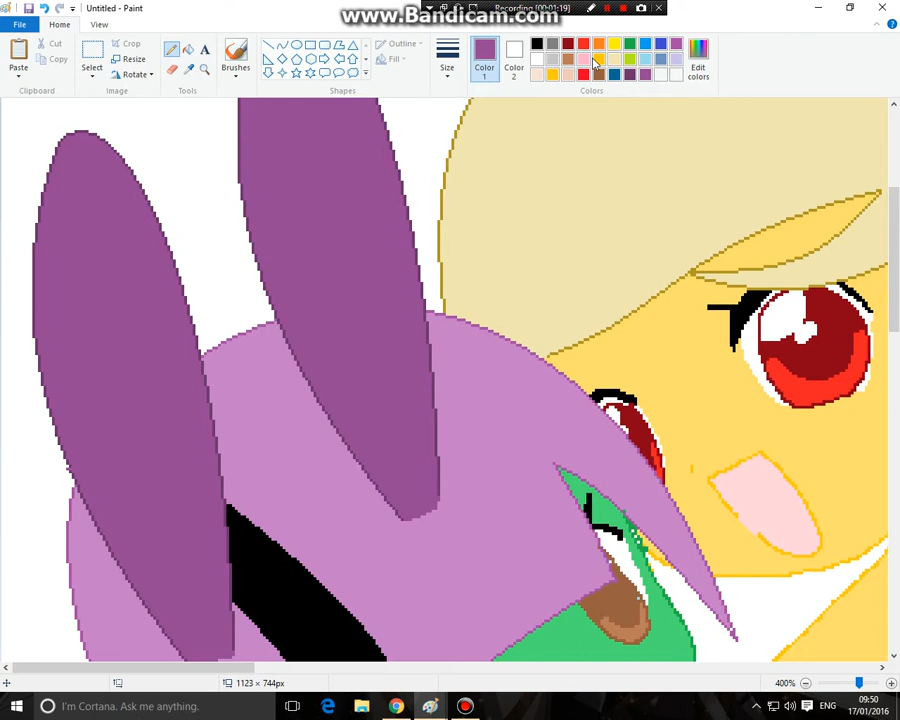 Untitled - Paint
www.Bandicam.com
Recording [00:01:19]
File
Home
View
Paste
Cut
Copy
Clipboard
Select
Crop
Resize
Rotate
Image
A
Tools
Brushes
Outline
Fill
Shapes
Size
Color
1
Color
2
Edit
colors
Colors
1123 × 744px
400%
I'm Cortana. Ask me anything.
ENG
09:50
17/01/2016